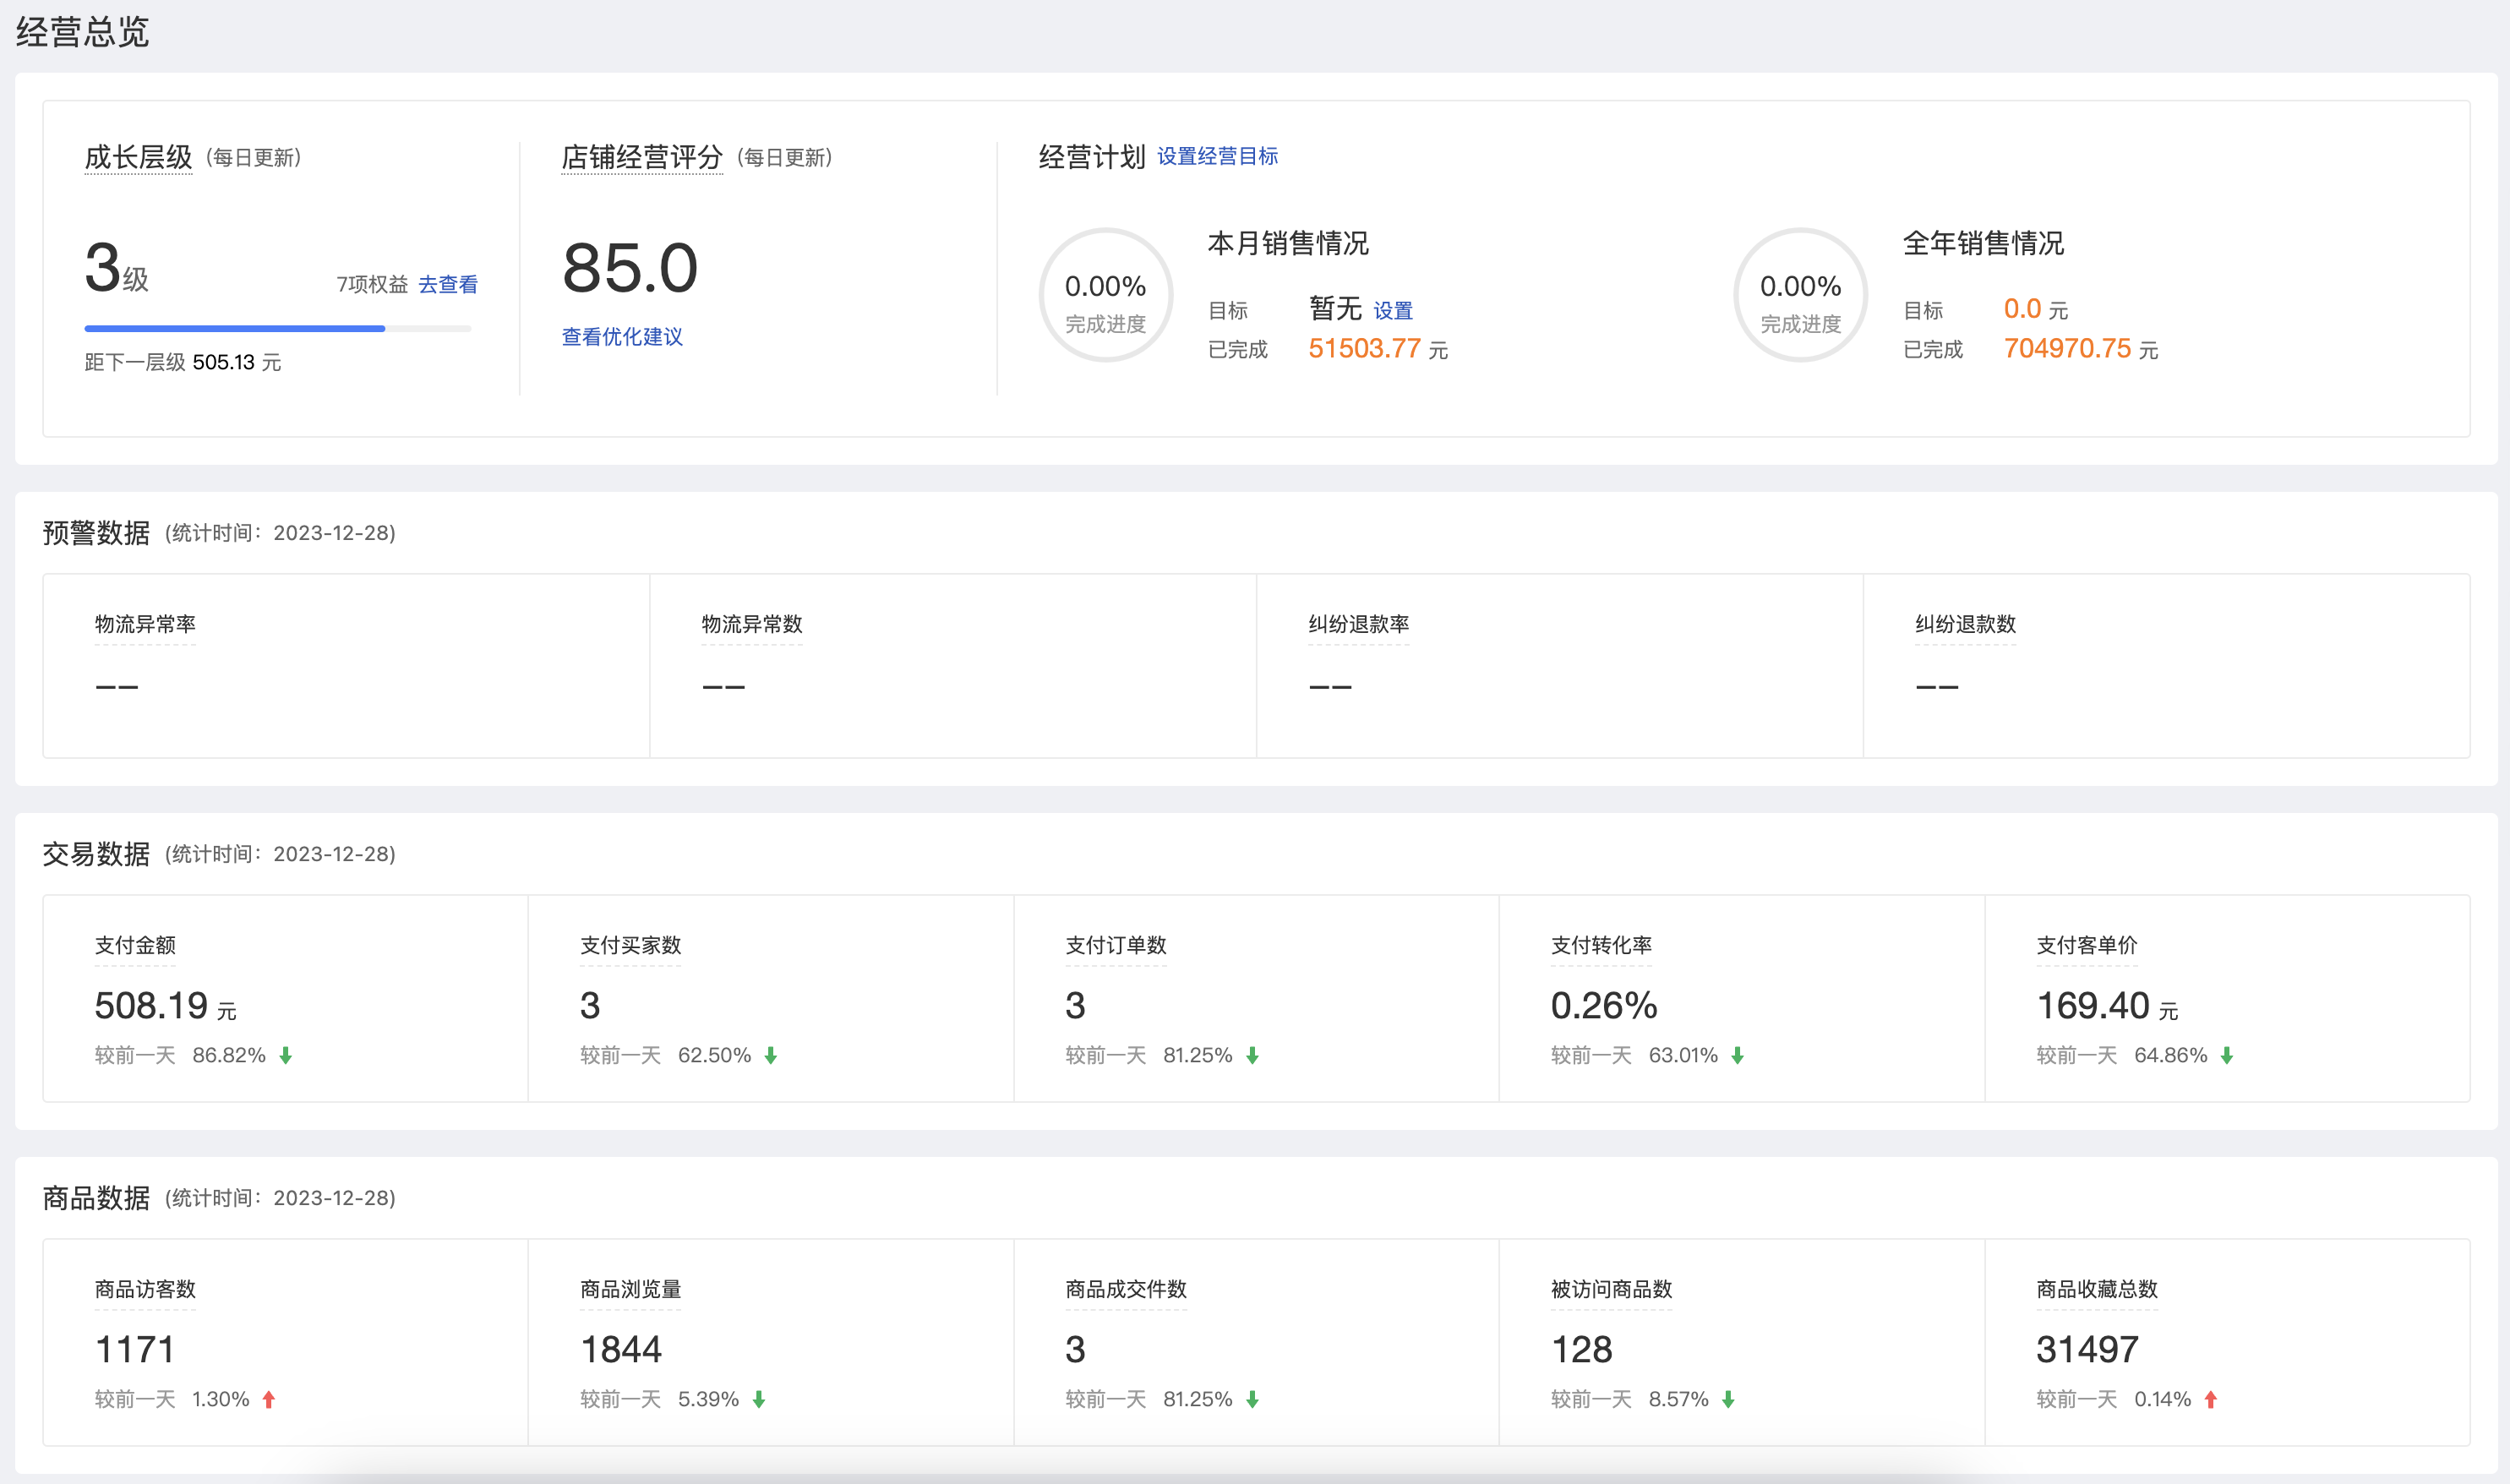 经营总览
成长层级 (每日更新)
3级 7项权益 去查看
距下一层级 505.13 元
店铺经营评分 (每日更新)
85.0
查看优化建议
经营计划 设置经营目标
0.00%
完成进度
本月销售情况
目标 暂无 设置
已完成 51503.77 元
0.00%
完成进度
全年销售情况
目标 0.0 元
已完成 704970.75 元
预警数据 (统计时间: 2023-12-28)
物流异常率
——
物流异常数
——
纠纷退款率
——
纠纷退款数
——
交易数据 (统计时间: 2023-12-28)
支付金额
508.19 元
较前一天 86.82%
支付买家数
3
较前一天 62.50%
支付订单数
3
较前一天 81.25%
支付转化率
0.26%
较前一天 63.01%
支付客单价
169.40 元
较前一天 64.86%
商品数据 (统计时间: 2023-12-28)
商品访客数
1171
较前一天 1.30%
商品浏览量
1844
较前一天 5.39%
商品成交件数
3
较前一天 81.25%
被访问商品数
128
较前一天 8.57%
商品收藏总数
31497
较前一天 0.14%